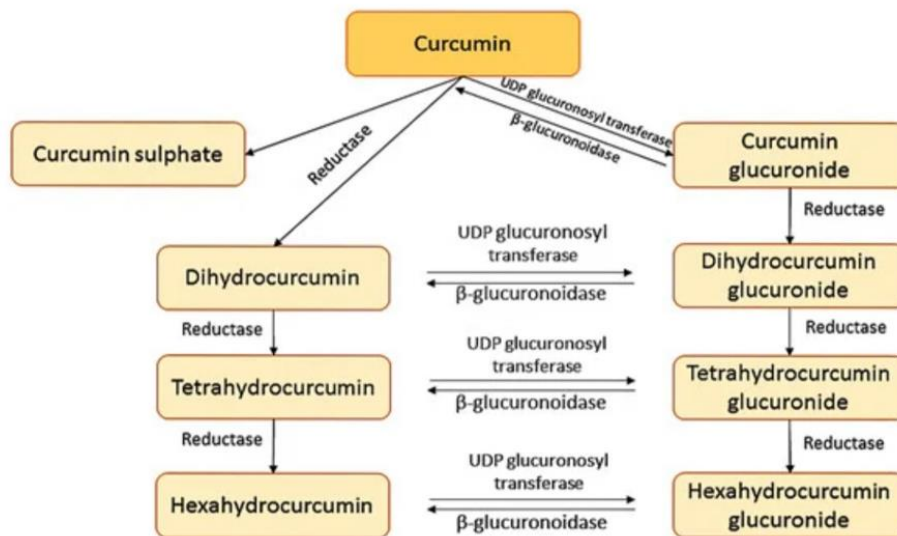 Curcumin
UDP glucuronosyl transferase
β-glucuronoidase
Reductase
Curcumin sulphate
Curcumin
glucuronide
Reductase
UDP glucuronosyl
transferase
β-glucuronoidase
Dihydrocurcumin
Dihydrocurcumin
glucuronide
Reductase
Reductase
UDP glucuronosyl
transferase
β-glucuronoidase
Tetrahydrocurcumin
Tetrahydrocurcumin
glucuronide
Reductase
Reductase
UDP glucuronosyl
transferase
β-glucuronoidase
Hexahydrocurcumin
Hexahydrocurcumin
glucuronide